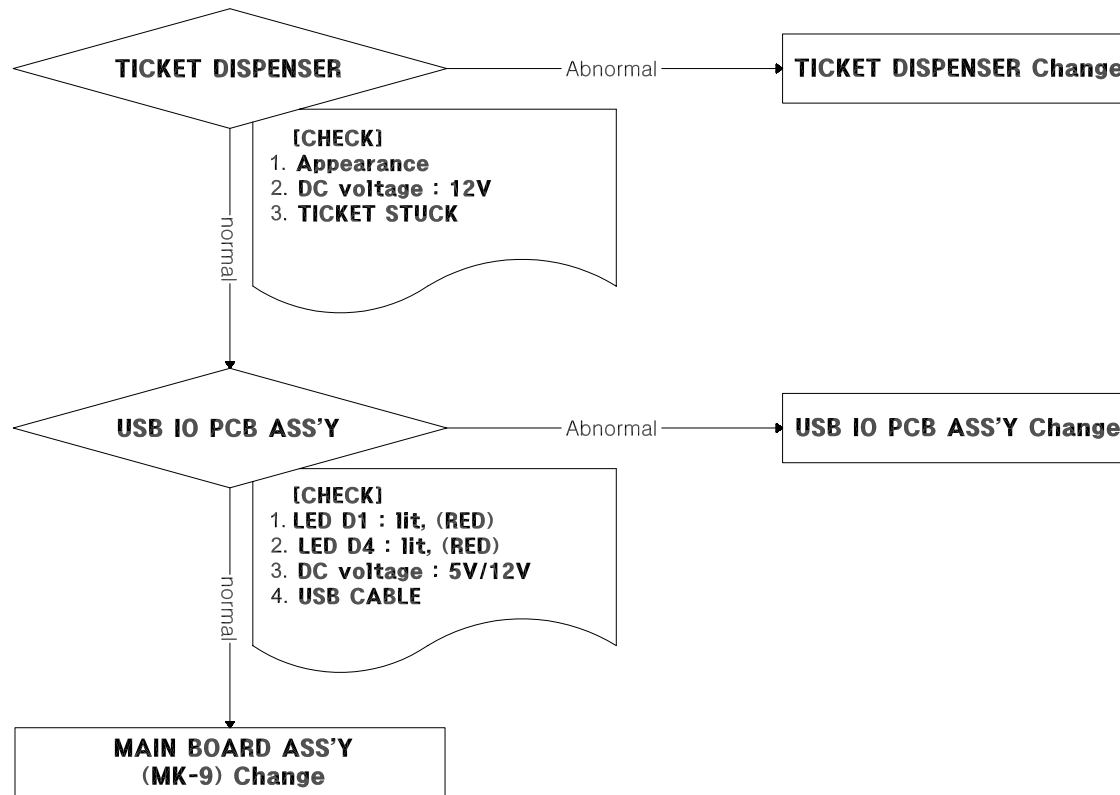 TICKET DISPENSER
Abnormal
TICKET DISPENSER Change
[CHECK]
1. Appearance
2. DC voltage : 12V
3. TICKET STUCK
normal
USB IO PCB ASS'Y
Abnormal
USB IO PCB ASS'Y Change
[CHECK]
1. LED D1 : lit, (RED)
2. LED D4 : lit, (RED)
3. DC voltage : 5V/12V
4. USB CABLE
normal
MAIN BOARD ASS'Y
(MK-9) Change